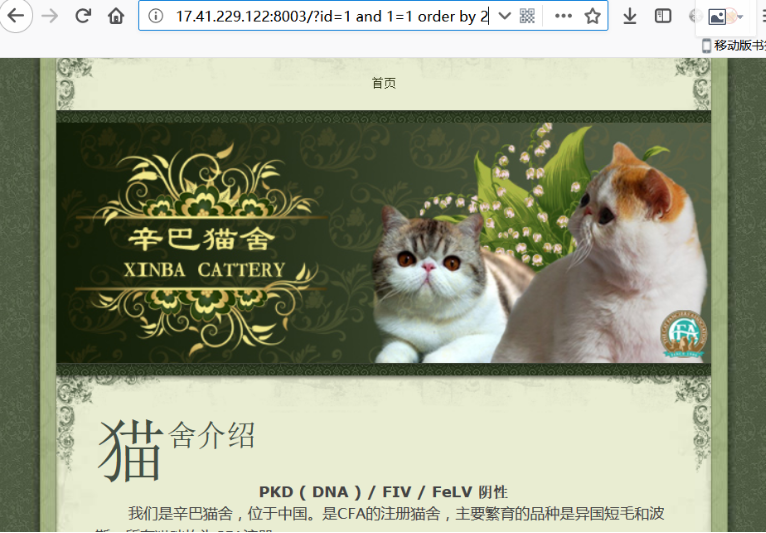 17.41.229.122:8003/?id=1 and 1=1 order by 2
移动版书
首页
辛巴猫舍
XINBA CATTERY
CFA
猫舍介绍
PKD ( DNA ) / FIV / FeLV 阴性
我们是辛巴猫舍，位于中国。是CFA的注册猫舍，主要繁育的品种是异国短毛和波